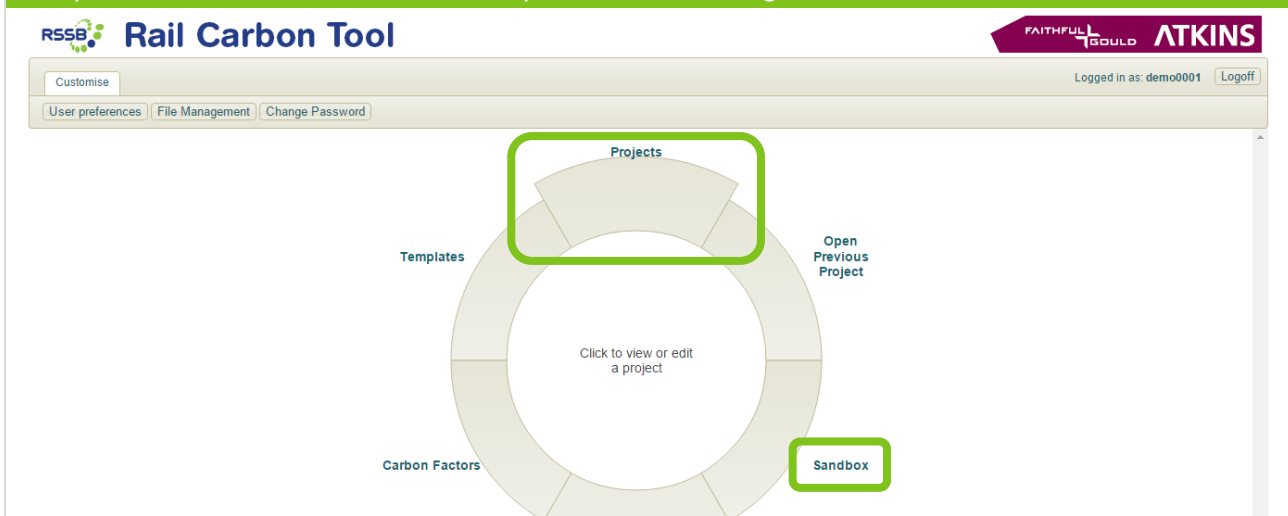 RSSB Rail Carbon Tool
FAITHFUL GOULD ATKINS
Customise
Logged in as: demo0001 Logoff
User preferences File Management Change Password
Projects
Open
Previous
Project
Templates
Click to view or edit
a project
Carbon Factors
Sandbox